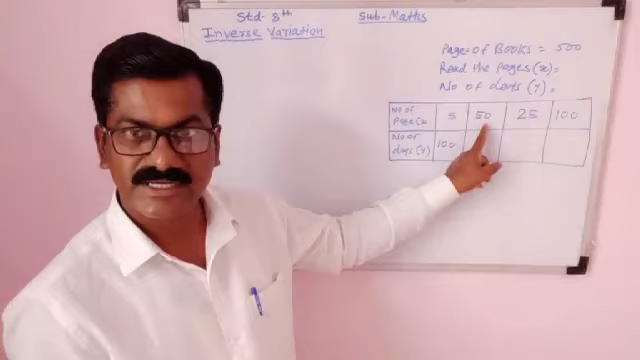 Std- 8th Sub- Maths
Inverse Variation
Page of Books = 500
Read the Pages (x)=
No of days (y) =
No of Pages (x 5 50 25 100
No of days (y) 100